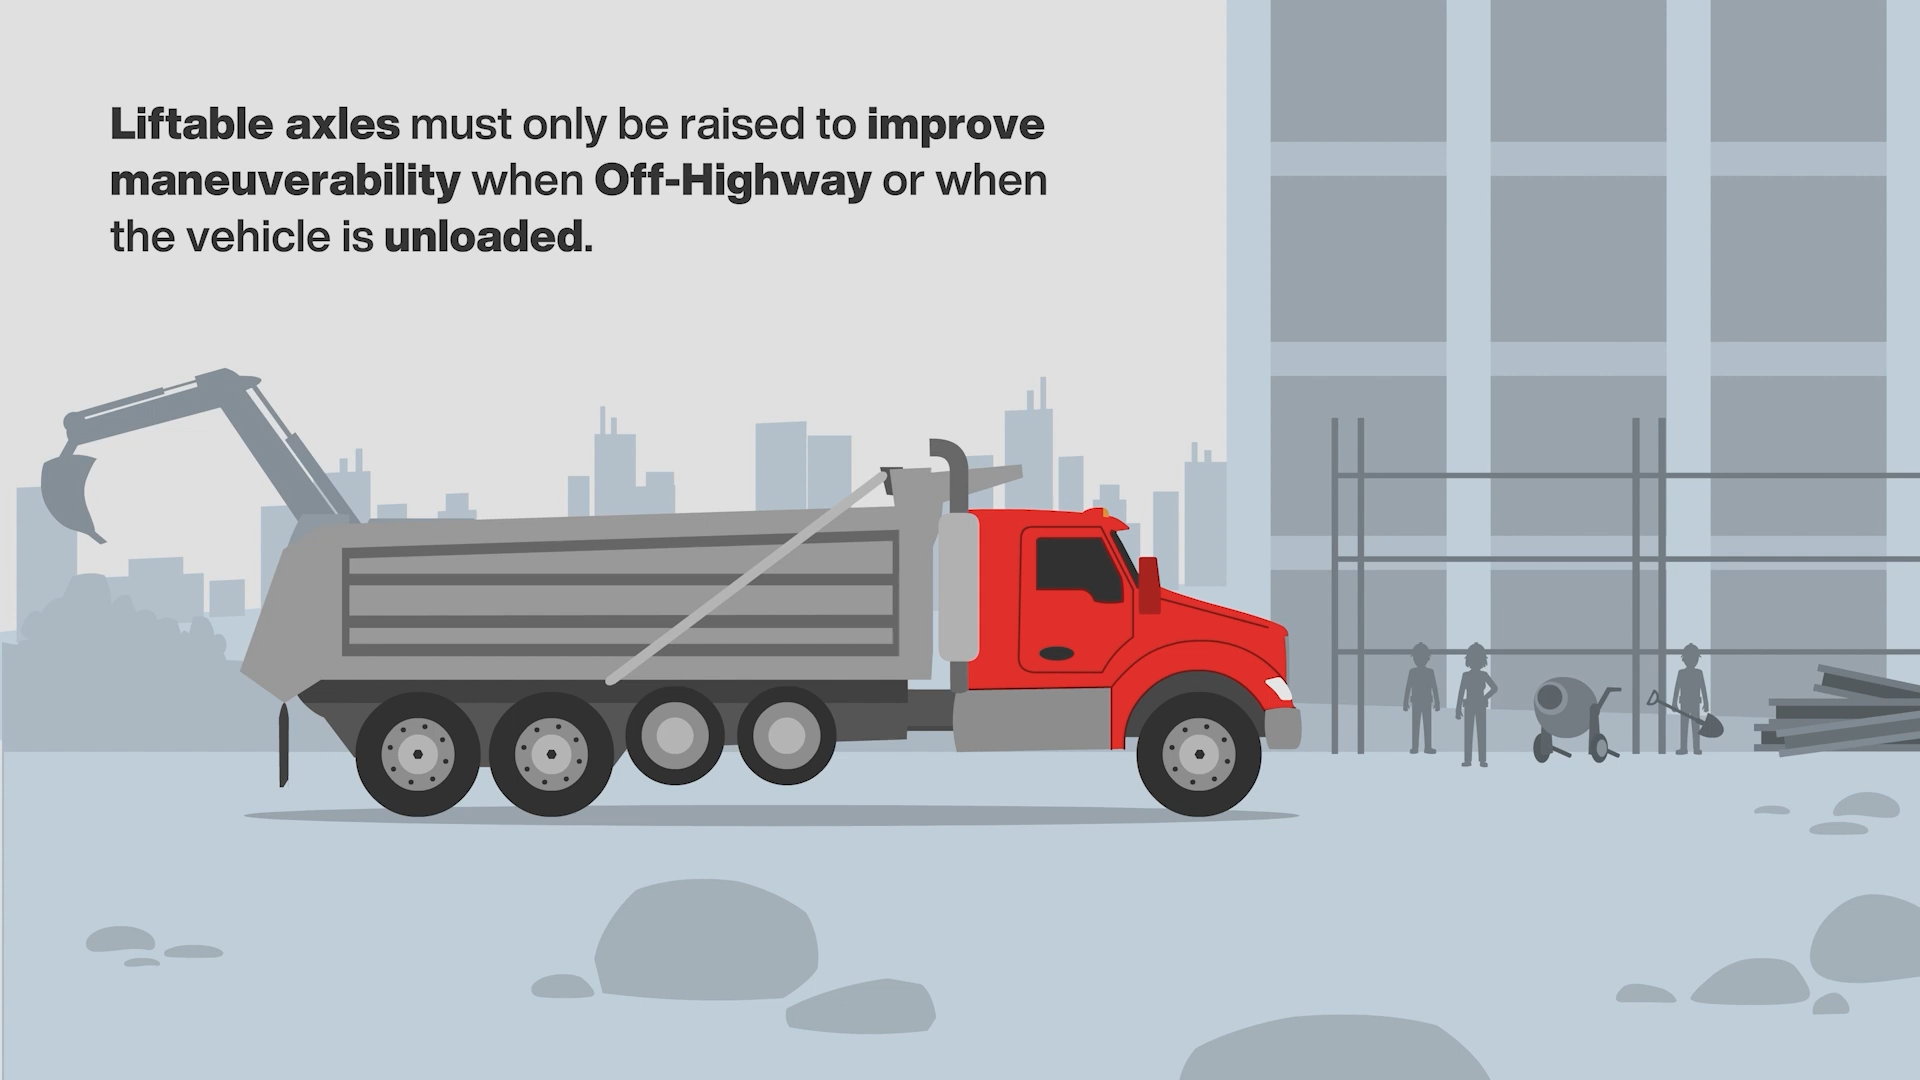 Liftable axles must only be raised to improve
maneuverability when Off-Highway or when
the vehicle is unloaded.